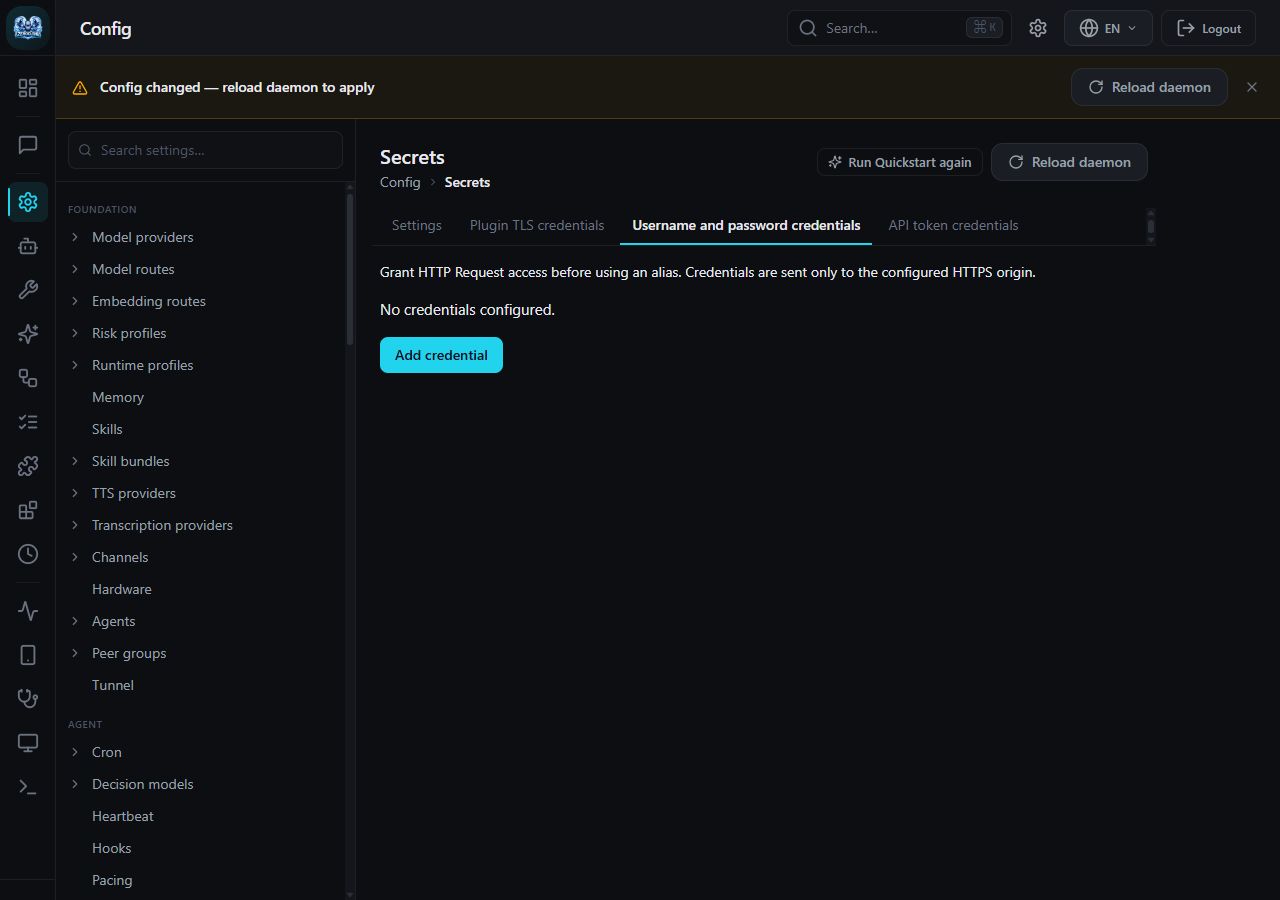 Config
Search...
⌘K
EN
Logout
Config changed — reload daemon to apply
Reload daemon
Search settings...
FOUNDATION
Model providers
Model routes
Embedding routes
Risk profiles
Runtime profiles
Memory
Skills
Skill bundles
TTS providers
Transcription providers
Channels
Hardware
Agents
Peer groups
Tunnel
AGENT
Cron
Decision models
Heartbeat
Hooks
Pacing
Secrets
Config > Secrets
Run Quickstart again
Reload daemon
Settings
Plugin TLS credentials
Username and password credentials
API token credentials
Grant HTTP Request access before using an alias. Credentials are sent only to the configured HTTPS origin.
No credentials configured.
Add credential